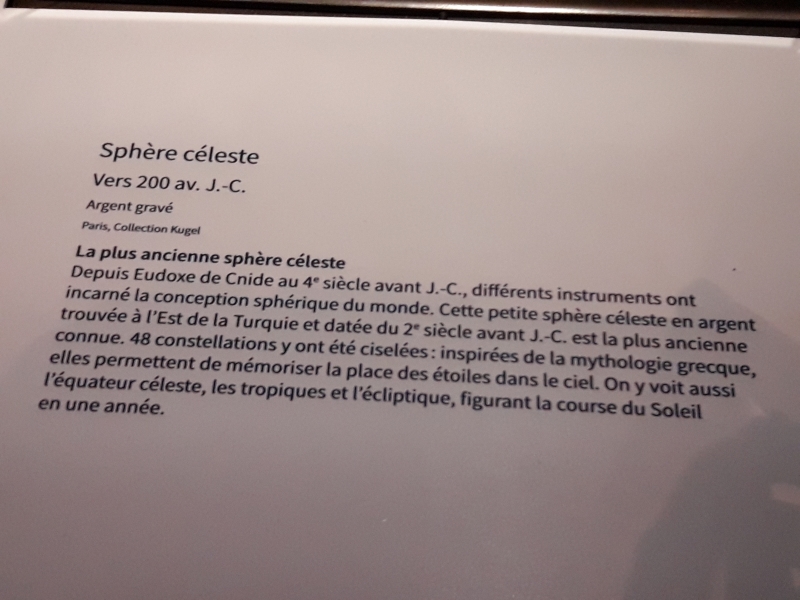 Sphère céleste
Vers 200 av. J.-C.
Argent gravé
Paris, Collection Kugel
La plus ancienne sphère céleste
Depuis Eudoxe de Cnide au 4e siècle avant J.-C., différents instruments ont
incarné la conception sphérique du monde. Cette petite sphère céleste en argent
trouvée à l'Est de la Turquie et datée du 2e siècle avant J.-C. est la plus ancienne
connue. 48 constellations y ont été ciselées : inspirées de la mythologie grecque,
elles permettent de mémoriser la place des étoiles dans le ciel. On y voit aussi
l'équateur céleste, les tropiques et l'écliptique, figurant la course du Soleil
en une année.